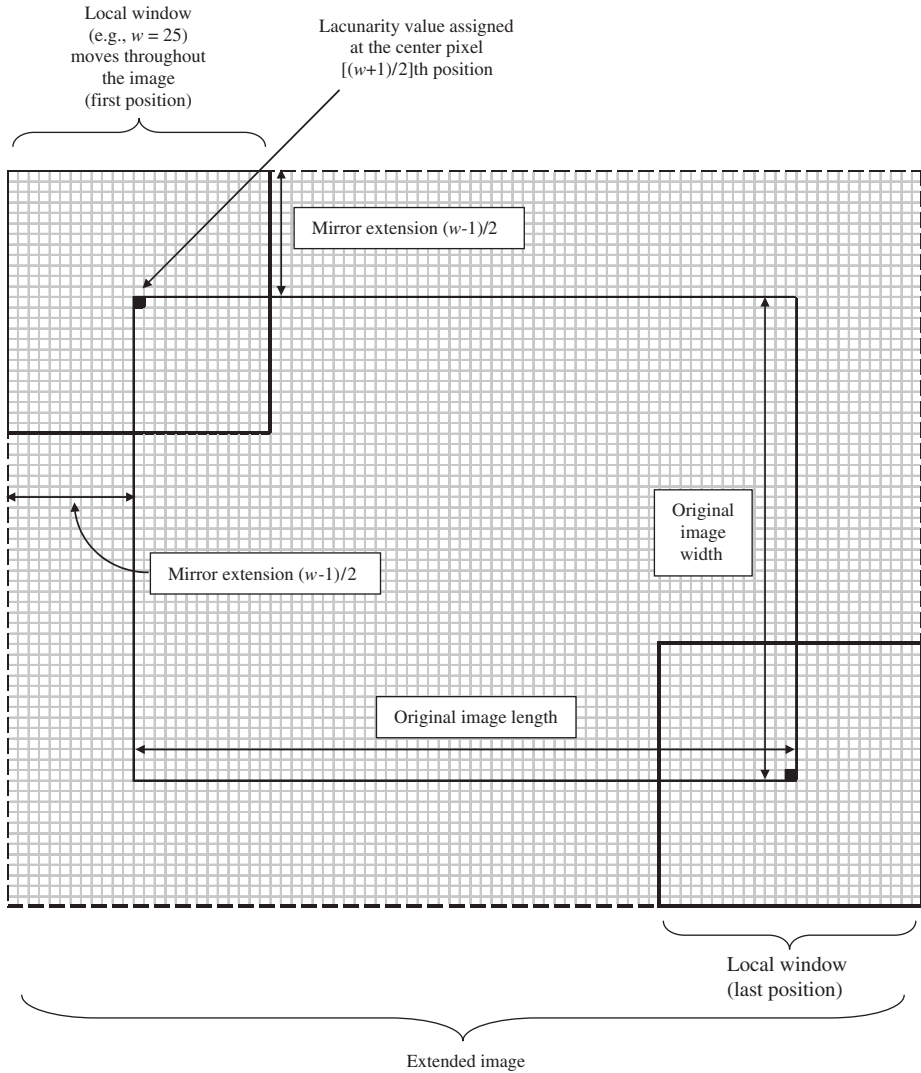 Local window
(e.g., w = 25)
moves throughout
the image
(first position)
Lacunarity value assigned
at the center pixel
[(w+1)/2]th position
Mirror extension (w-1)/2
Original
image
width
Mirror extension (w-1)/2
Original image length
Local window
(last position)
Extended image